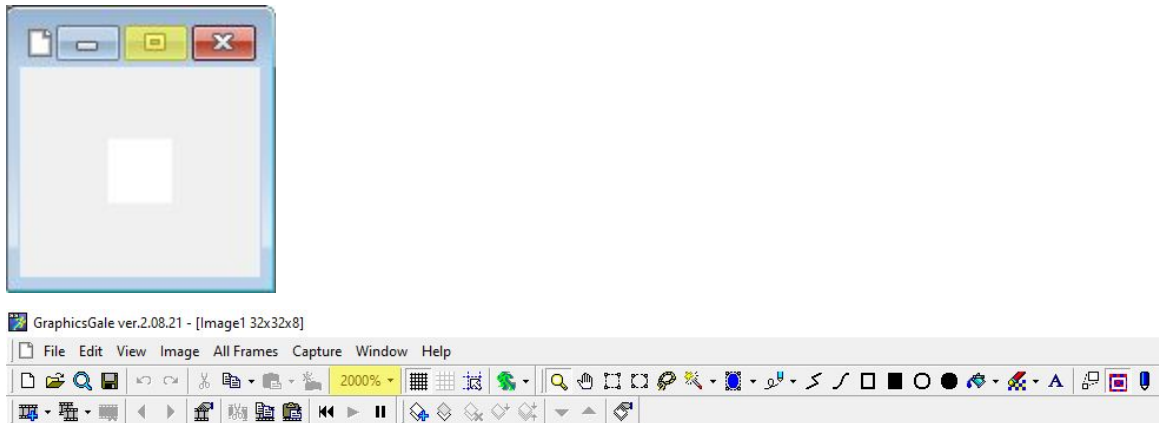 GraphicsGale ver.2.08.21 - [Image1 32x32x8]
File Edit View Image All Frames Capture Window Help
2000%
A